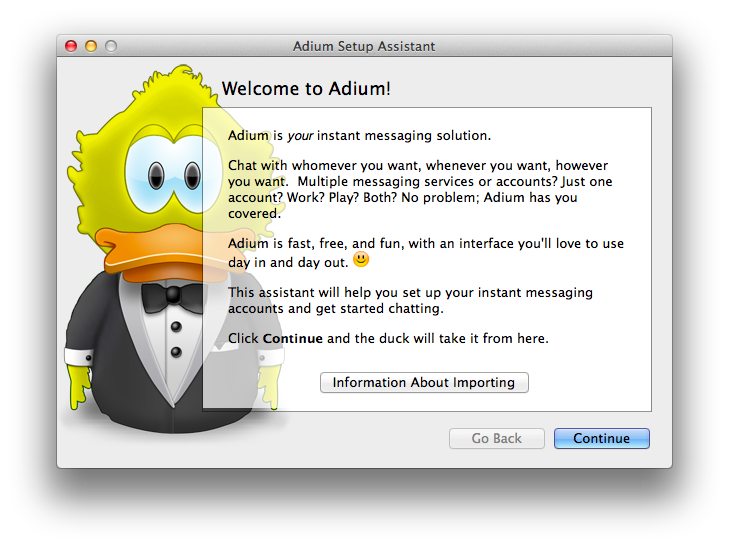 Adium Setup Assistant
Welcome to Adium!
Adium is your instant messaging solution.
Chat with whomever you want, whenever you want, however
you want.  Multiple messaging services or accounts? Just one
account? Work? Play? Both? No problem; Adium has you
covered.
Adium is fast, free, and fun, with an interface you'll love to use
day in and day out.
This assistant will help you set up your instant messaging
accounts and get started chatting.
Click Continue and the duck will take it from here.
Information About Importing
Go Back
Continue